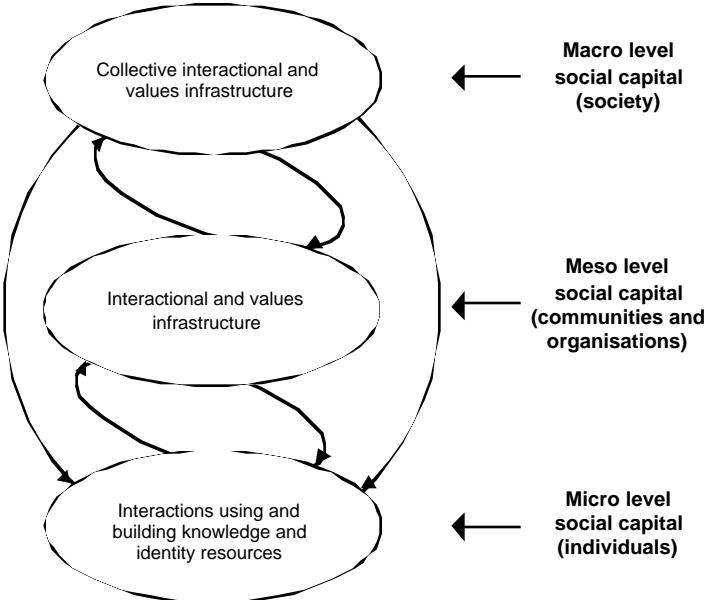 Collective interactional and
values infrastructure
Macro level
social capital
(society)
Interactional and values
infrastructure
Meso level
social capital
(communities and
organisations)
Interactions using and
building knowledge and
identity resources
Micro level
social capital
(individuals)